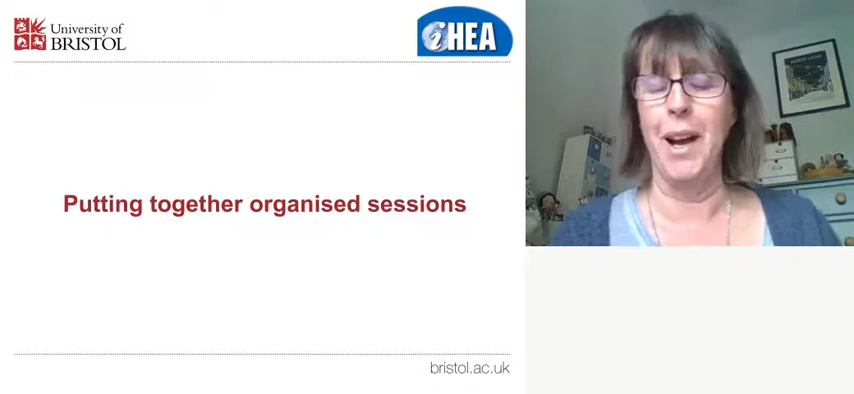 University of
BRISTOL
iHEA
Putting together organised sessions
bristol.ac.uk